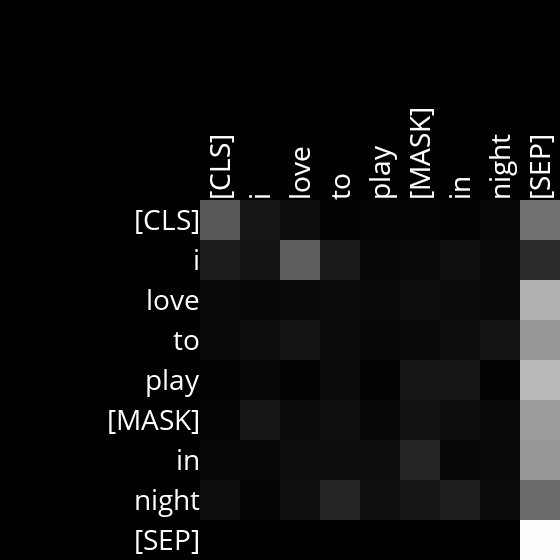 [CLS] i love to play [MASK] in night [SEP]
[CLS]
i
love
to
play
[MASK]
in
night
[SEP]